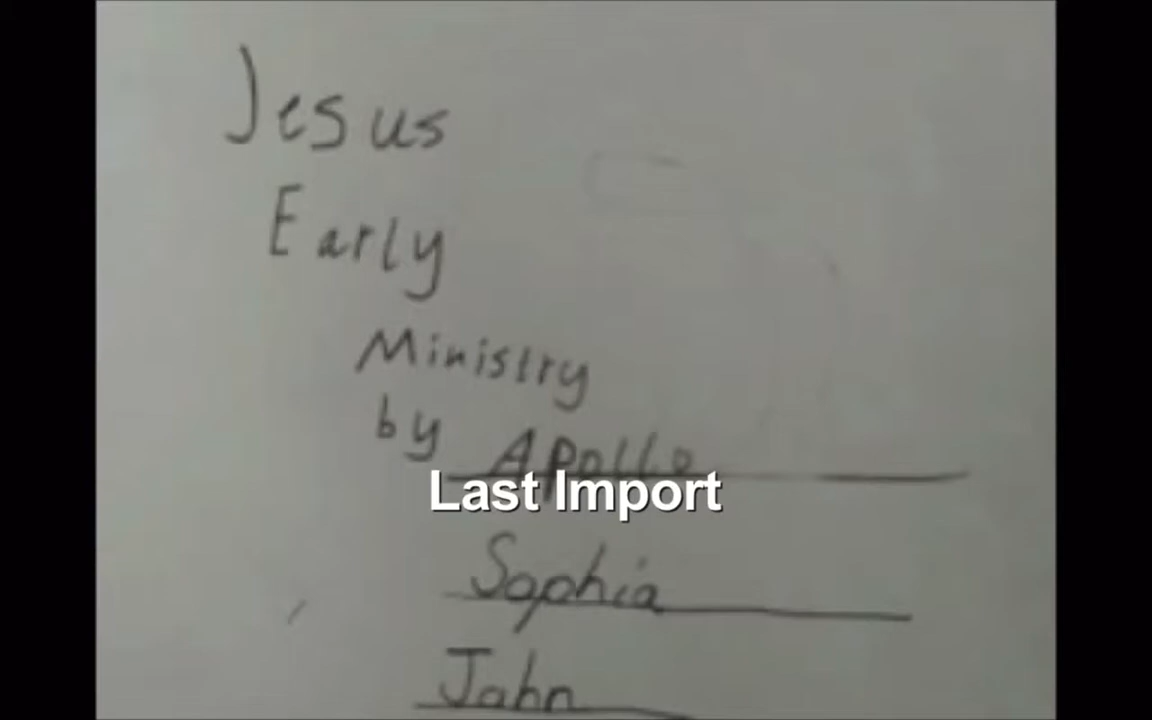 Jesus
Early
Ministry
by Apollo
Last Import
Sophia
John